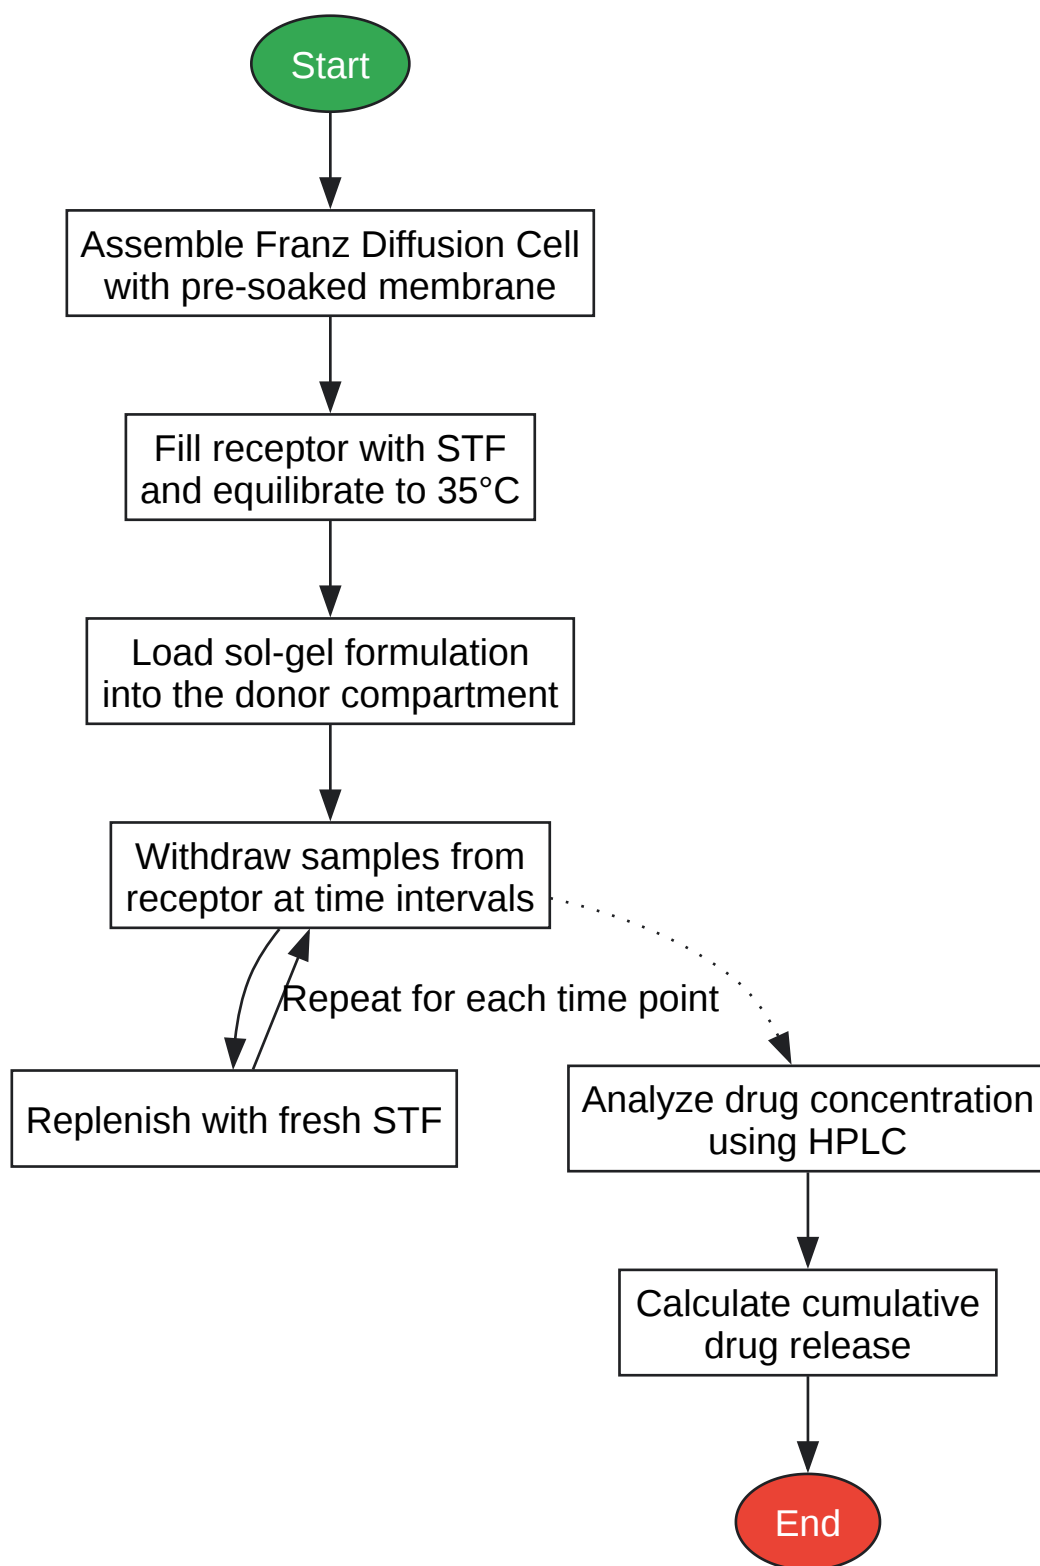 Start
Assemble Franz Diffusion Cell
with pre-soaked membrane
Fill receptor with STF
and equilibrate to 35°C
Load sol-gel formulation
into the donor compartment
Withdraw samples from
receptor at time intervals
Repeat for each time point
Replenish with fresh STF
Analyze drug concentration
using HPLC
Calculate cumulative
drug release
End